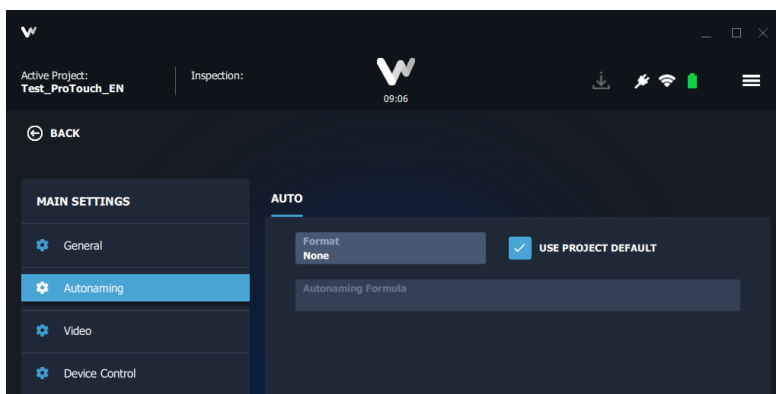 Active Project:
Test_ProTouch_EN
Inspection:
09:06
BACK
MAIN SETTINGS
General
Autonaming
Video
Device Control
AUTO
Format
None
USE PROJECT DEFAULT
Autonaming Formula